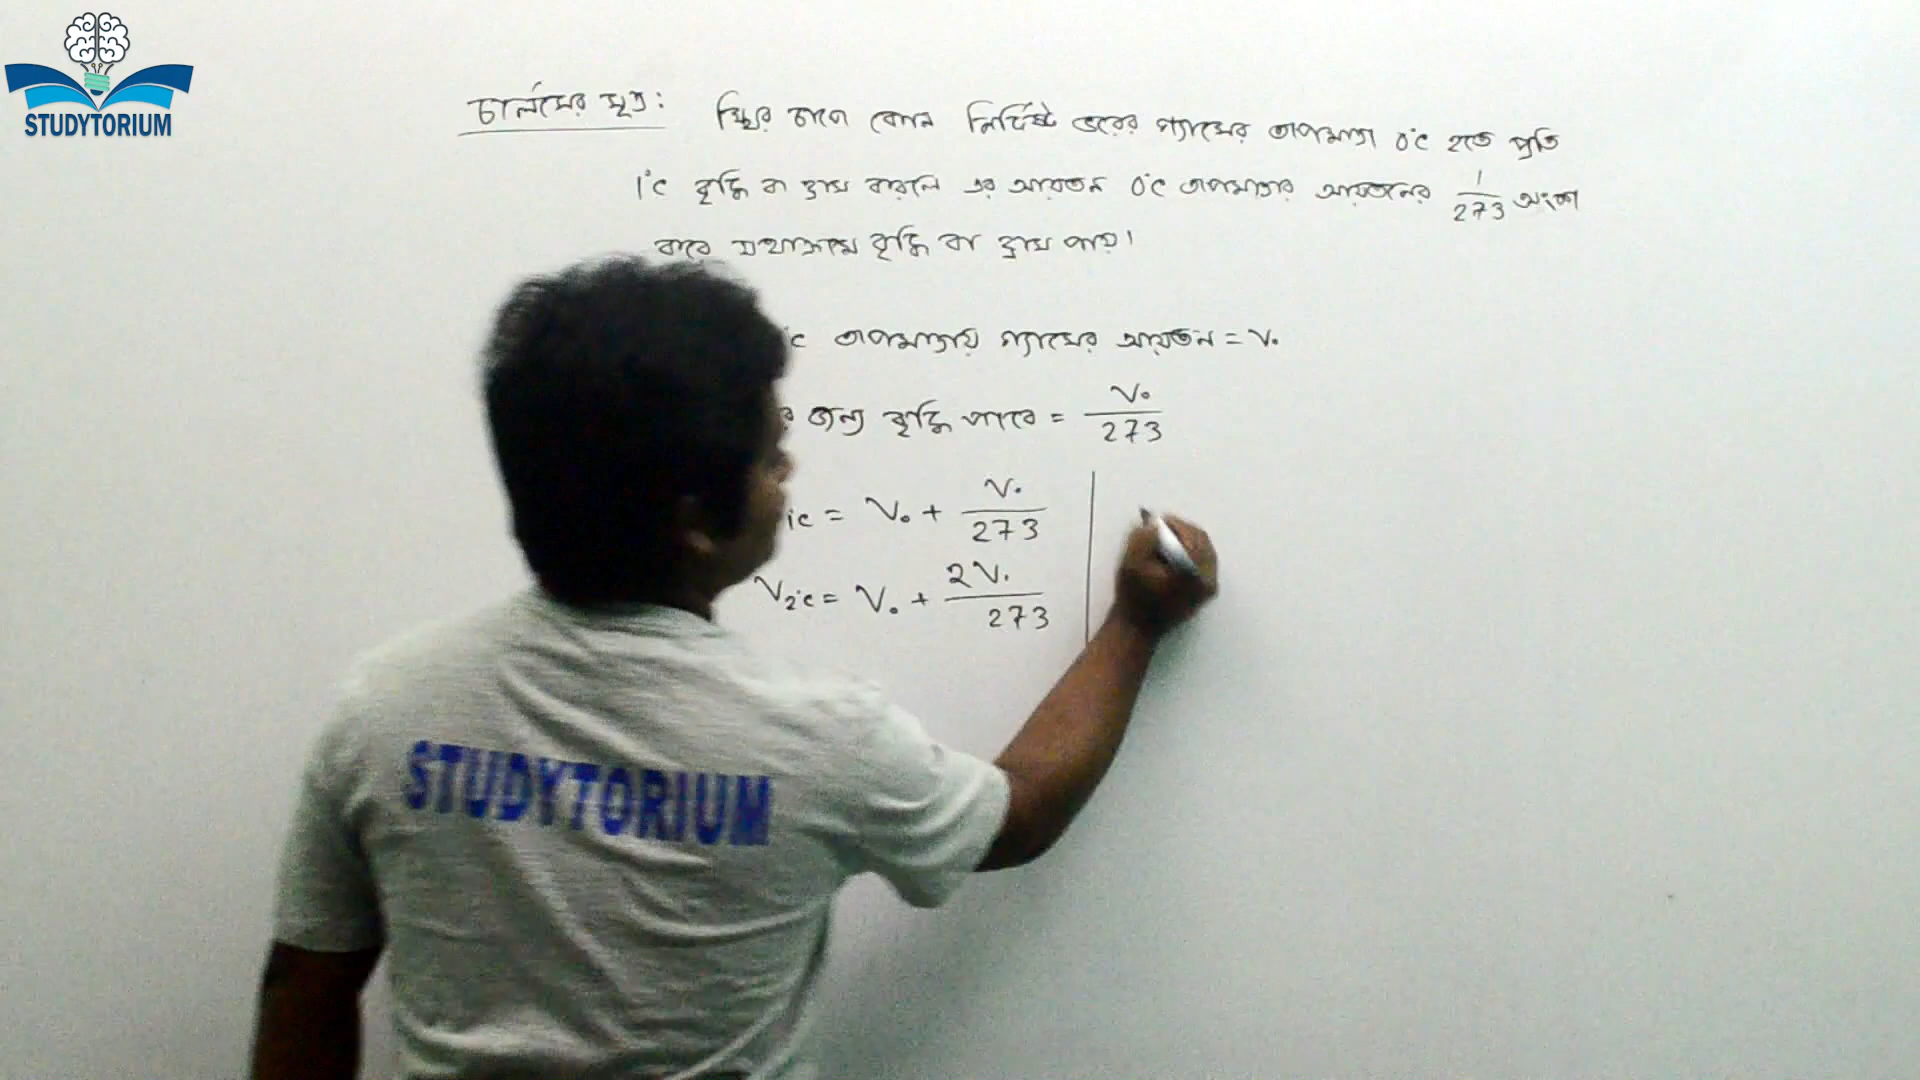 STUDYTORIUM
চার্লসের সূত্র: স্থির চাপে কোন নির্দিষ্ট ভরের গ্যাসের তাপমাত্রা 0°c হতে প্রতি
1°c বৃদ্ধি বা হ্রাস করলে এর আয়তন 0°c তাপমাত্রার আয়তনের 1/273 অংশ
করে যথাক্রমে বৃদ্ধি বা হ্রাস পায়।
c তাপমাত্রায় গ্যাসের আয়তন = V₀
র জন্য বৃদ্ধি পাবে = V₀/273
1°c = V₀ + V₀/273
V₂°c = V₀ + 2V₀/273
STUDYTORIUM